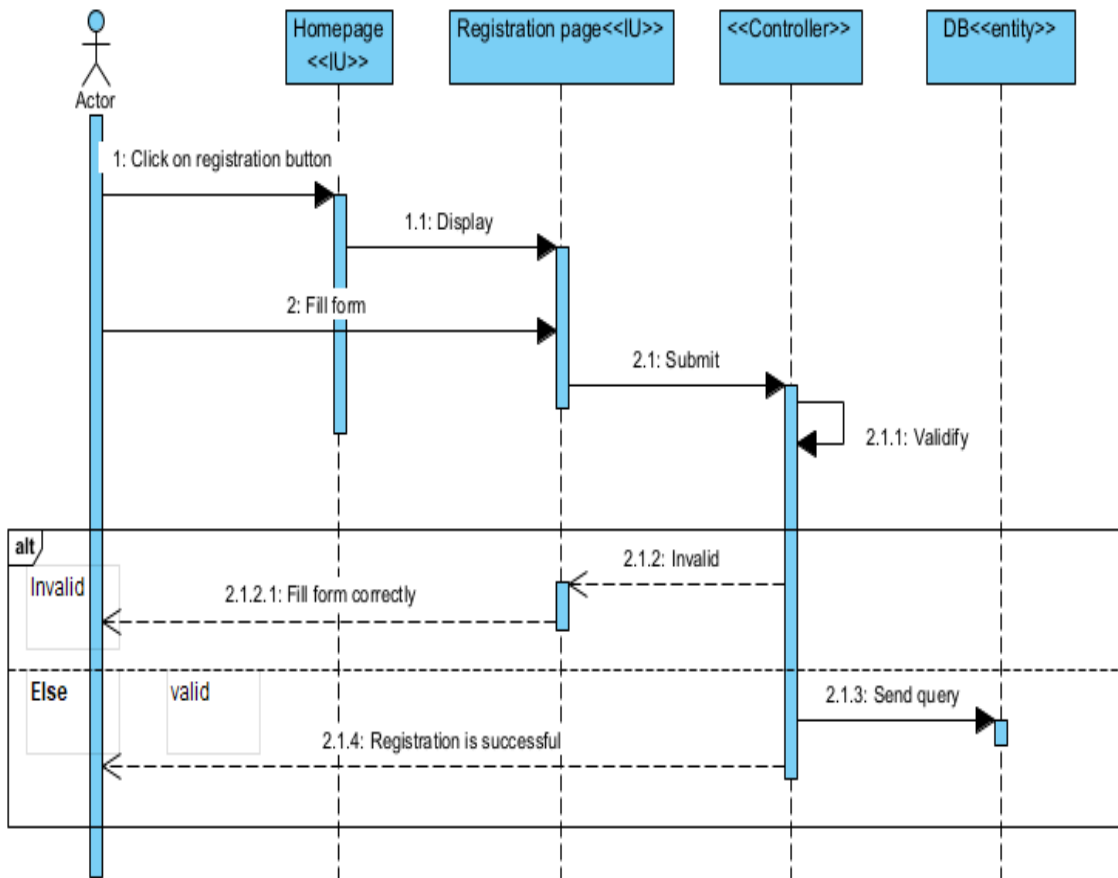 Homepage
<<IU>>
Registration page<<IU>>
<<Controller>>
DB<<entity>>
Actor
1: Click on registration button
1.1: Display
2: Fill form
2.1: Submit
2.1.1: Validify
alt
Invalid
2.1.2: Invalid
2.1.2.1: Fill form correctly
Else
valid
2.1.3: Send query
2.1.4: Registration is successful